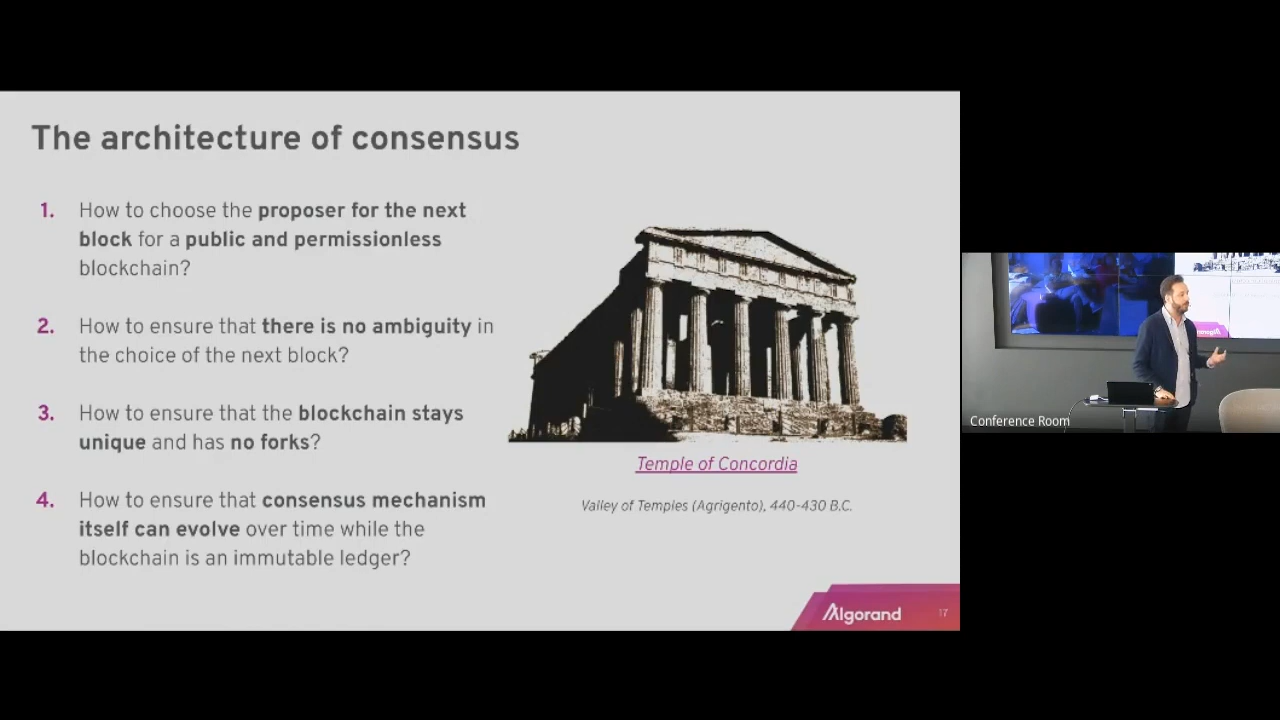 The architecture of consensus
1. How to choose the proposer for the next
block for a public and permissionless
blockchain?
2. How to ensure that there is no ambiguity in
the choice of the next block?
3. How to ensure that the blockchain stays
unique and has no forks?
4. How to ensure that consensus mechanism
itself can evolve over time while the
blockchain is an immutable ledger?
Temple of Concordia
Valley of Temples (Agrigento), 440-430 B.C.
Algorand
17
Conference Room